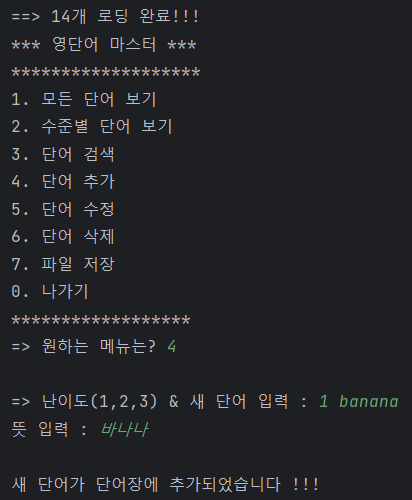 ==> 14개 로딩 완료!!!
*** 영단어 마스터 ***
*******************
1. 모든 단어 보기
2. 수준별 단어 보기
3. 단어 검색
4. 단어 추가
5. 단어 수정
6. 단어 삭제
7. 파일 저장
0. 나가기
******************
=> 원하는 메뉴는? 4
=> 난이도(1,2,3) & 새 단어 입력 : 1 banana
뜻 입력 : 바나나
새 단어가 단어장에 추가되었습니다 !!!